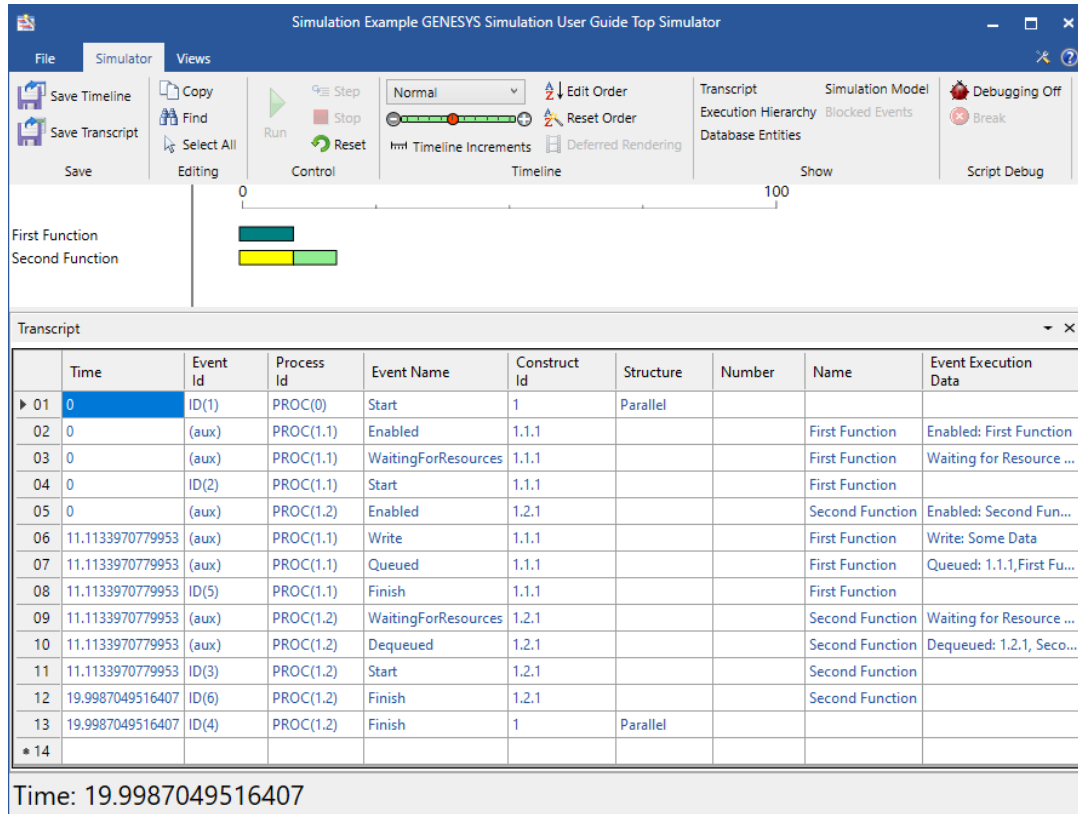 Simulation Example GENESYS Simulation User Guide Top Simulator
File Simulator Views
Save Timeline Copy Step Normal Edit Order Transcript Simulation Model Debugging Off
Find Stop Reset Order Execution Hierarchy Blocked Events Break
Save Transcript Run Database Entities
Select All Reset Timeline Increments Deferred Rendering
Save Editing Control Timeline Show Script Debug
0 100
First Function
Second Function
Transcript
Time Event Id Process Id Event Name Construct Id Structure Number Name Event Execution Data
01 0 ID(1) PROC(0) Start 1 Parallel
02 0 (aux) PROC(1.1) Enabled 1.1.1 First Function Enabled: First Function
03 0 (aux) PROC(1.1) WaitingForResources 1.1.1 First Function Waiting for Resource ...
04 0 ID(2) PROC(1.1) Start 1.1.1 First Function
05 0 (aux) PROC(1.2) Enabled 1.2.1 Second Function Enabled: Second Fun...
06 11.1133970779953 (aux) PROC(1.1) Write 1.1.1 First Function Write: Some Data
07 11.1133970779953 (aux) PROC(1.1) Queued 1.1.1 First Function Queued: 1.1.1,First Fu...
08 11.1133970779953 ID(5) PROC(1.1) Finish 1.1.1 First Function
09 11.1133970779953 (aux) PROC(1.2) WaitingForResources 1.2.1 Second Function Waiting for Resource ...
10 11.1133970779953 (aux) PROC(1.2) Dequeued 1.2.1 Second Function Dequeued: 1.2.1, Seco...
11 11.1133970779953 ID(3) PROC(1.2) Start 1.2.1 Second Function
12 19.9987049516407 ID(6) PROC(1.2) Finish 1.2.1 Second Function
13 19.9987049516407 ID(4) PROC(1.2) Finish 1 Parallel
14
Time: 19.9987049516407